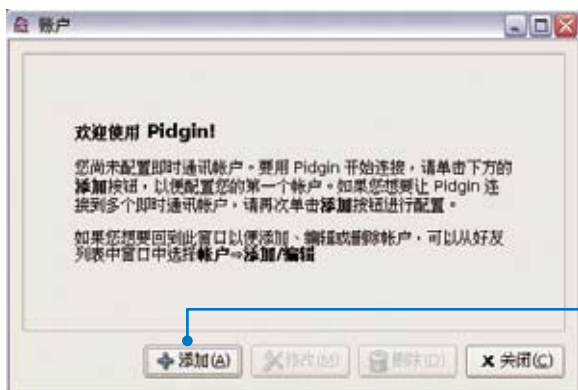 账户
欢迎使用 Pidgin!
您尚未配置即时通讯帐户。要用 Pidgin 开始连接，请单击下方的
添加按钮，以便配置您的第一个帐户。如果您想要让 Pidgin 连
接到多个即时通讯帐户，请再次单击添加按钮进行配置。
如果您想要回到此窗口以便添加、编辑或删除帐户，可以从好友
列表中窗口中选择帐户⇨添加/编辑
添加(A) 修改(M) 删除(D) 关闭(C)